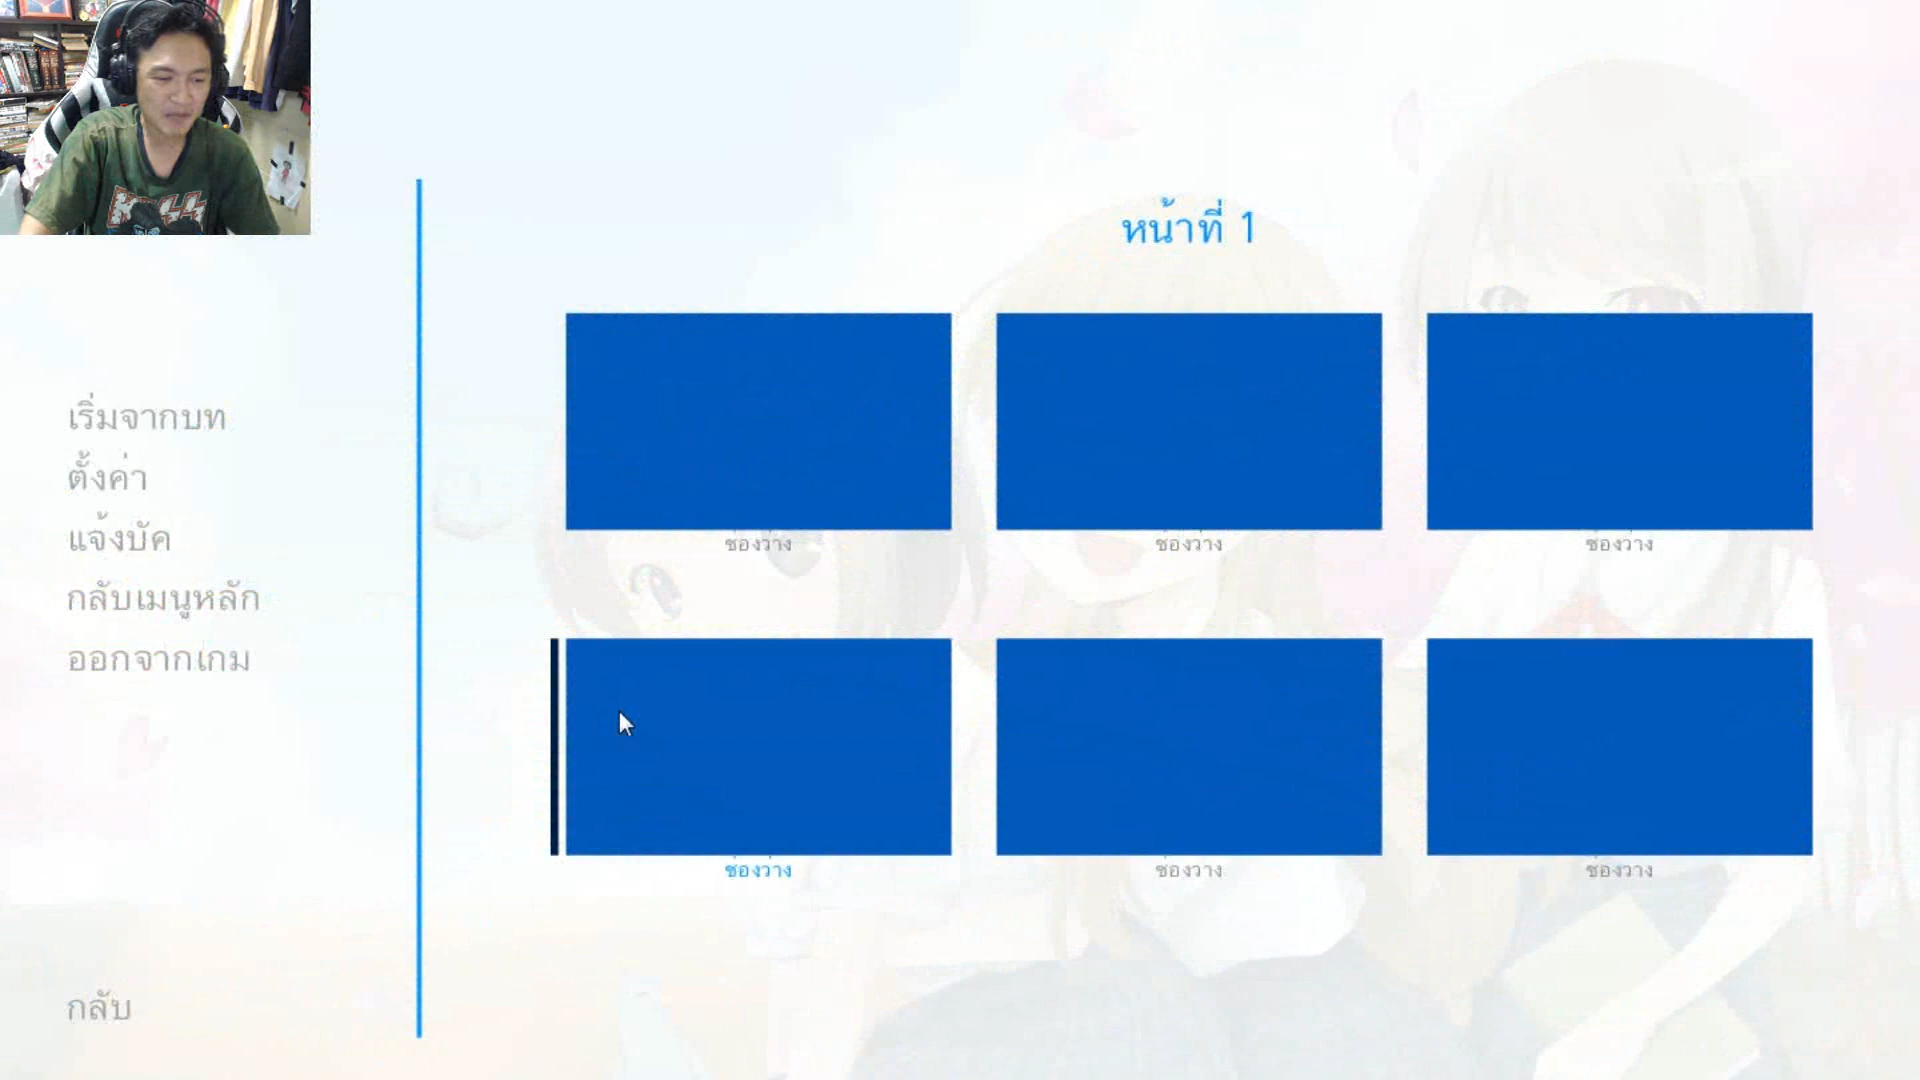 หน้าที่ 1
เริ่มจากบท
ตั้งค่า
แจ้งบัค
กลับเมนูหลัก
ออกจากเกม
กลับ
ช่องว่าง
ช่องว่าง
ช่องว่าง
ช่องว่าง
ช่องว่าง
ช่องว่าง